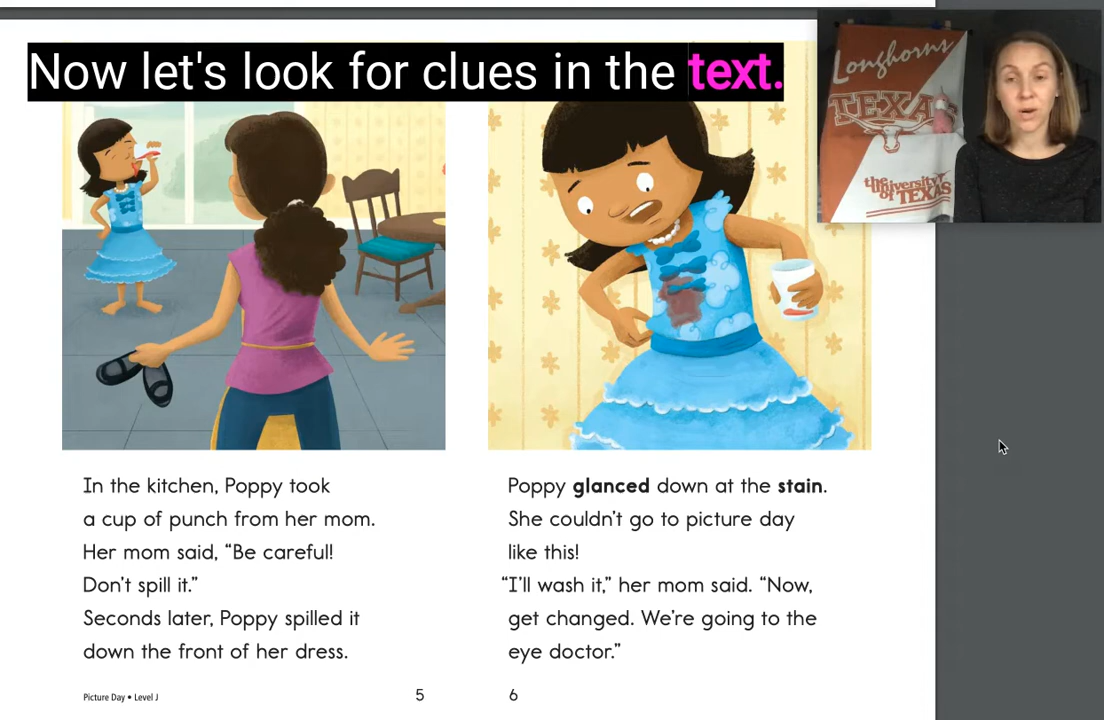 Now let's look for clues in the text.
Longhorns
TEXAS
the University
of TEXAS
In the kitchen, Poppy took
a cup of punch from her mom.
Her mom said, “Be careful!
Don’t spill it.”
Seconds later, Poppy spilled it
down the front of her dress.
Picture Day • Level J
5
Poppy glanced down at the stain.
She couldn’t go to picture day
like this!
“I’ll wash it,” her mom said. “Now,
get changed. We’re going to the
eye doctor.”
6